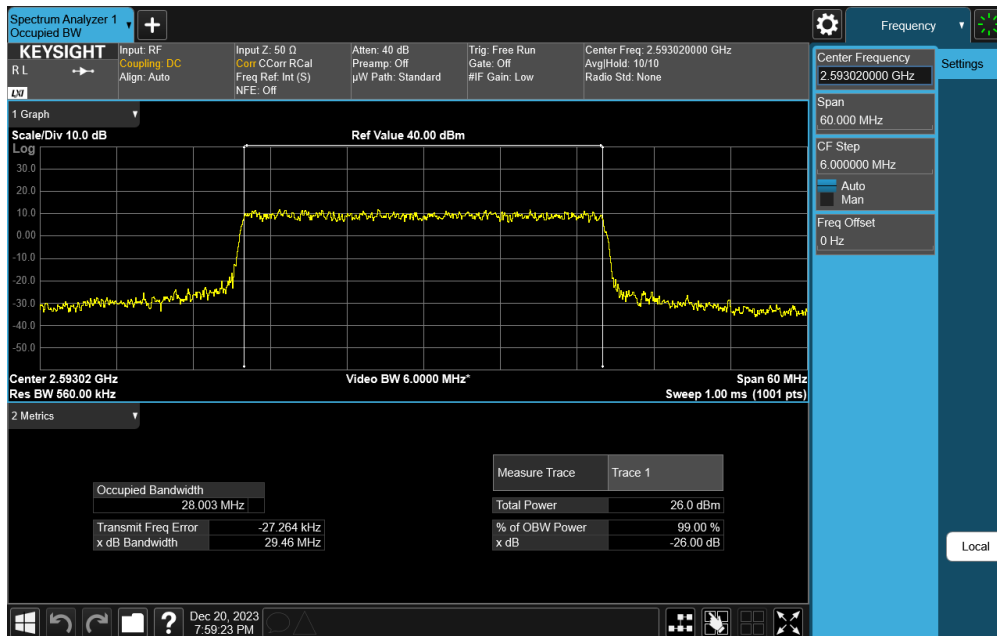 Spectrum Analyzer 1
Occupied BW
Frequency
KEYSIGHT
R L
LXI
Input: RF
Coupling: DC
Align: Auto
Input Z: 50 Ω
Corr CCorr RCal
Freq Ref: Int (S)
NFE: Off
Atten: 40 dB
Preamp: Off
µW Path: Standard
Trig: Free Run
Gate: Off
#IF Gain: Low
Center Freq: 2.593020000 GHz
Avg|Hold: 10/10
Radio Std: None
Center Frequency
2.593020000 GHz
Settings
Span
60.000 MHz
CF Step
6.000000 MHz
Auto
Man
Freq Offset
0 Hz
1 Graph
Scale/Div 10.0 dB
Ref Value 40.00 dBm
Log
30.0
20.0
10.0
0.00
-10.0
-20.0
-30.0
-40.0
-50.0
Center 2.59302 GHz
Video BW 6.0000 MHz*
Span 60 MHz
Res BW 560.00 kHz
Sweep 1.00 ms (1001 pts)
2 Metrics
Measure Trace
Trace 1
Occupied Bandwidth
28.003 MHz
Total Power
26.0 dBm
Transmit Freq Error
-27.264 kHz
% of OBW Power
99.00 %
x dB Bandwidth
29.46 MHz
x dB
-26.00 dB
Local
?
Dec 20, 2023
7:59:23 PM